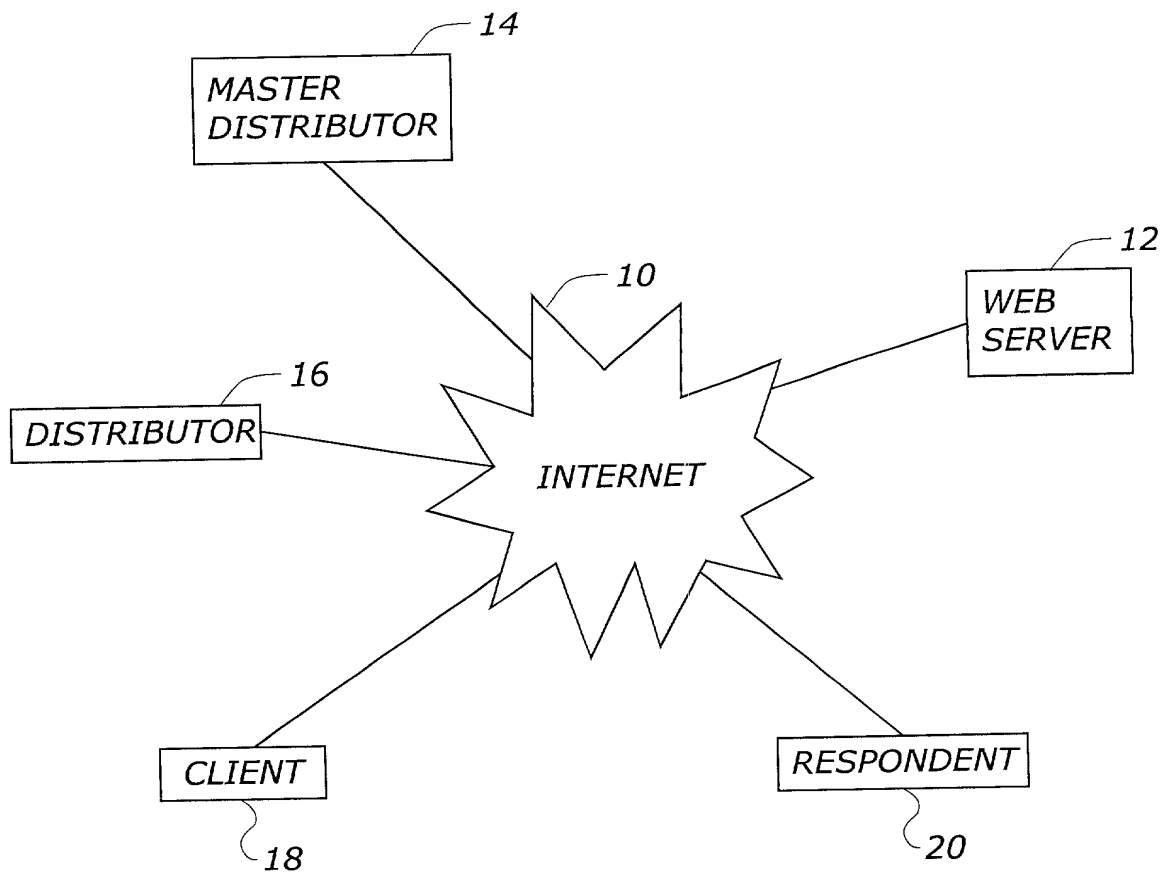 14
MASTER
DISTRIBUTOR
12
WEB
SERVER
10
16
DISTRIBUTOR
INTERNET
CLIENT
18
RESPONDENT
20